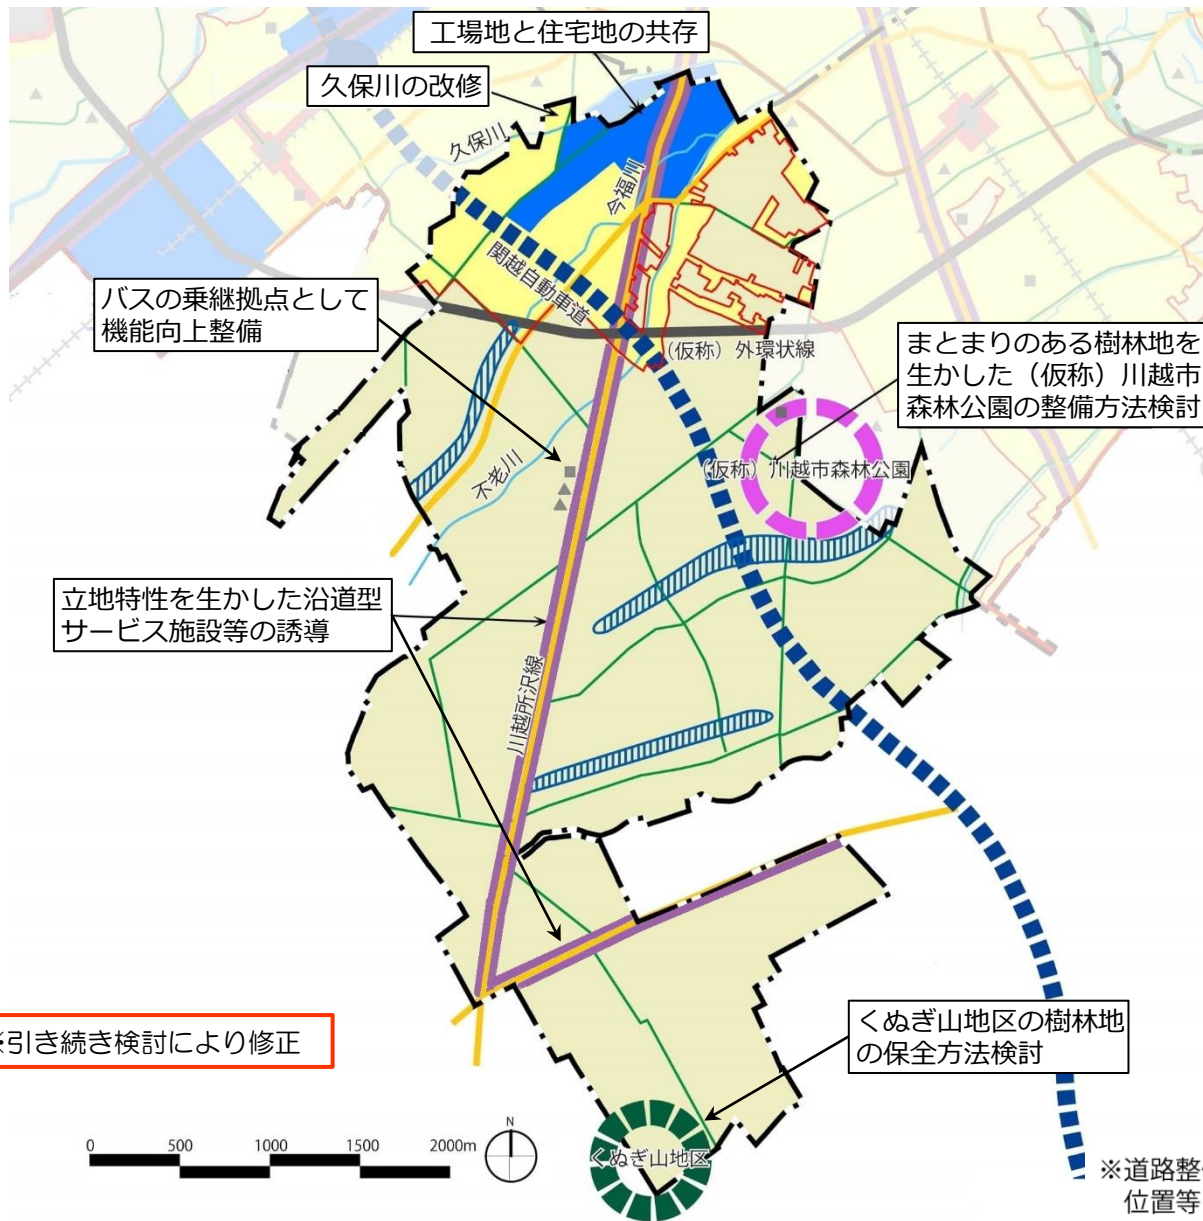 工場地と住宅地の共存
久保川の改修
久保川
今福川
関越自動車道
バスの乗継拠点として
機能向上整備
(仮称)外環状線
まとまりのある樹林地を
生かした(仮称)川越市
森林公園の整備方法検討
(仮称)川越市森林公園
不老川
立地特性を生かした沿道型
サービス施設等の誘導
川越所沢線
※引き続き検討により修正
くぬぎ山地区の樹林地
の保全方法検討
0 500 1000 1500 2000m
N
くぬぎ山地区
※道路整
位置等